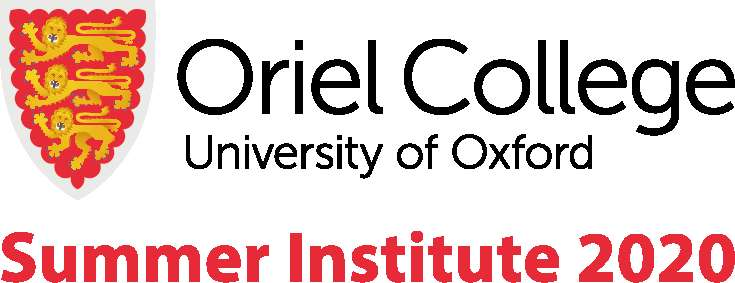 Oriel College
University of Oxford
Summer Institute 2020